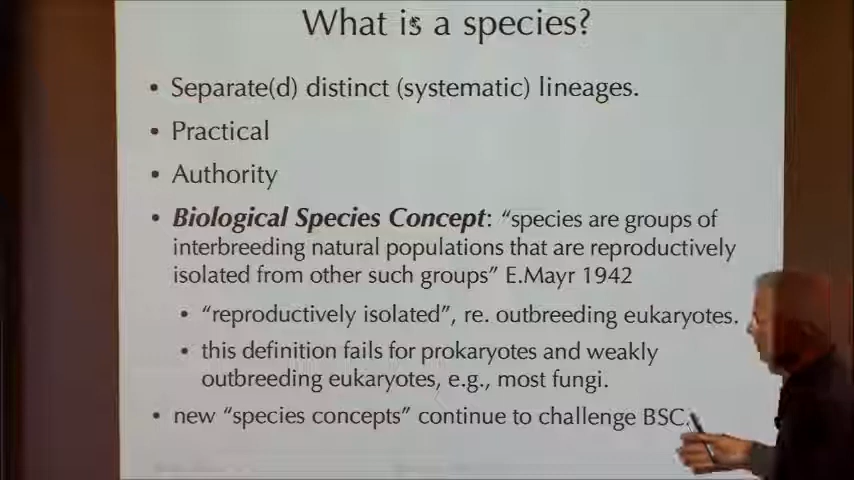 What is a species?
• Separate(d) distinct (systematic) lineages.
• Practical
• Authority
• Biological Species Concept: “species are groups of
interbreeding natural populations that are reproductively
isolated from other such groups” E.Mayr 1942
• “reproductively isolated”, re. outbreeding eukaryotes.
• this definition fails for prokaryotes and weakly
outbreeding eukaryotes, e.g., most fungi.
• new “species concepts” continue to challenge BSC.